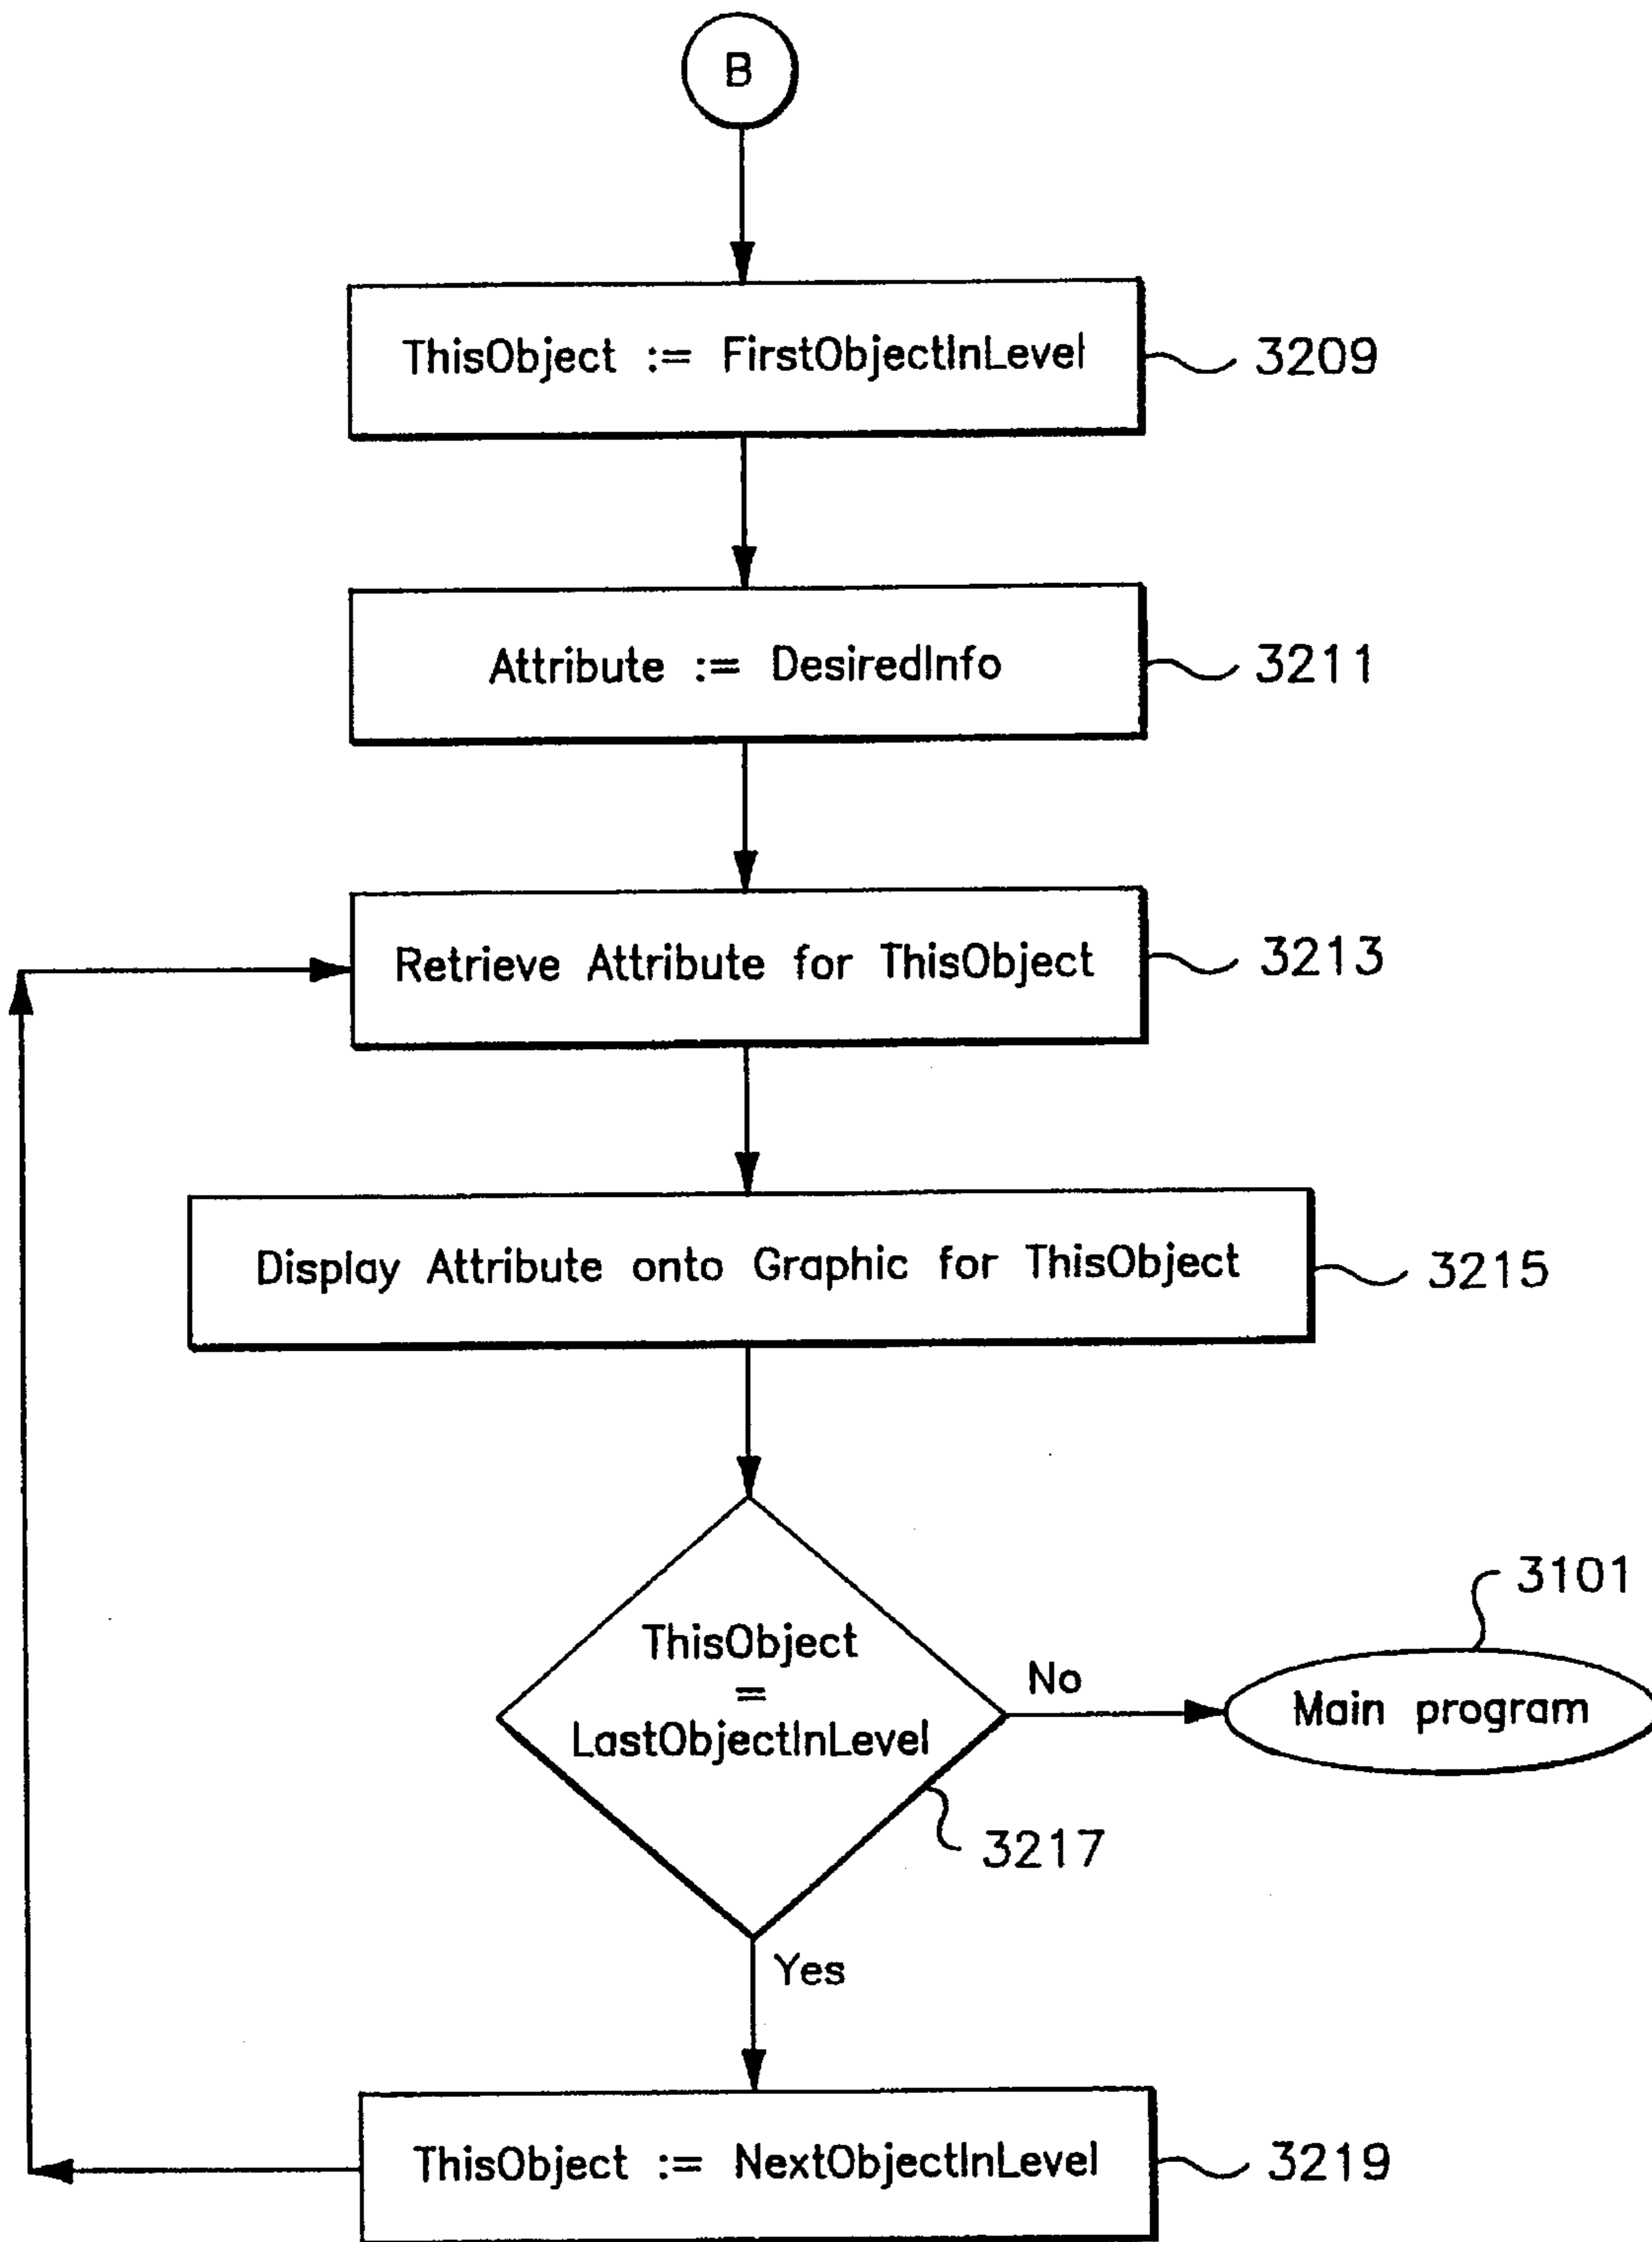 B
ThisObject := FirstObjectInLevel
3209
Attribute := DesiredInfo
3211
Retrieve Attribute for ThisObject
3213
Display Attribute onto Graphic for ThisObject
3215
ThisObject
=
LastObjectInLevel
3217
No
Main program
3101
Yes
ThisObject := NextObjectInLevel
3219